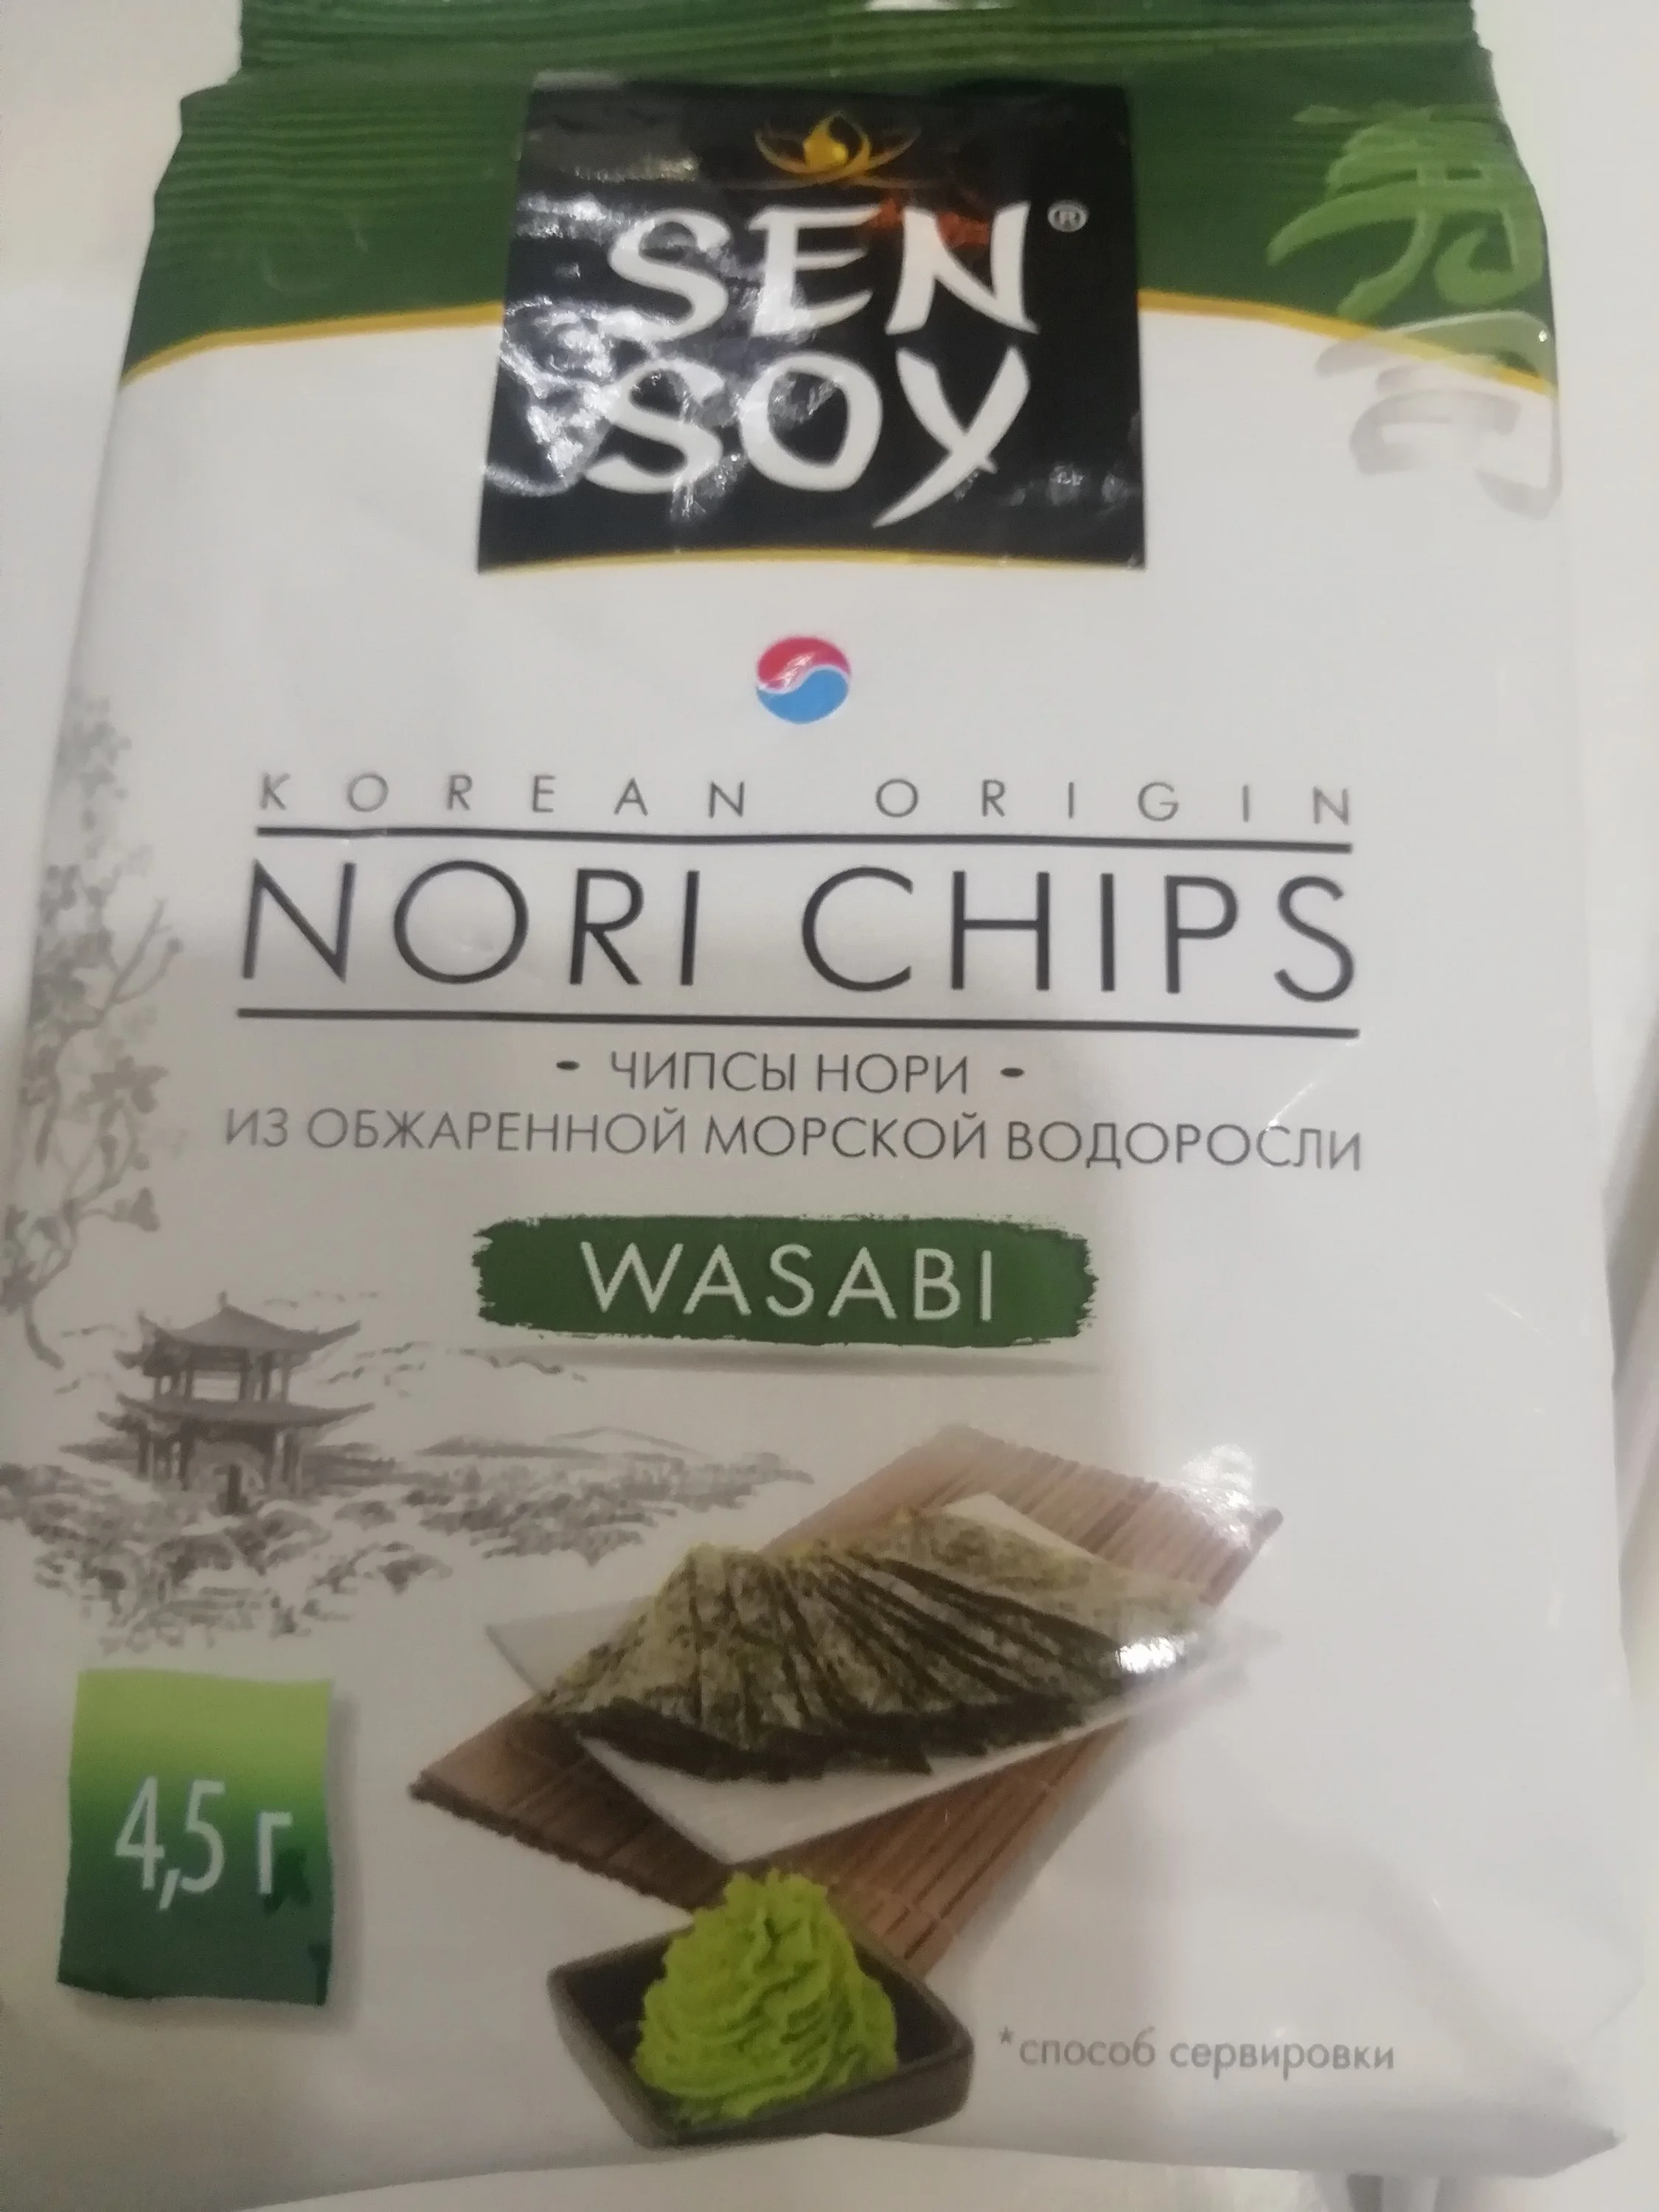 SEN
SOY
®
KOREAN ORIGIN
NORI CHIPS
- ЧИПСЫ НОРИ -
ИЗ ОБЖАРЕННОЙ МОРСКОЙ ВОДОРОСЛИ
WASABI
4,5 г
*способ сервировки